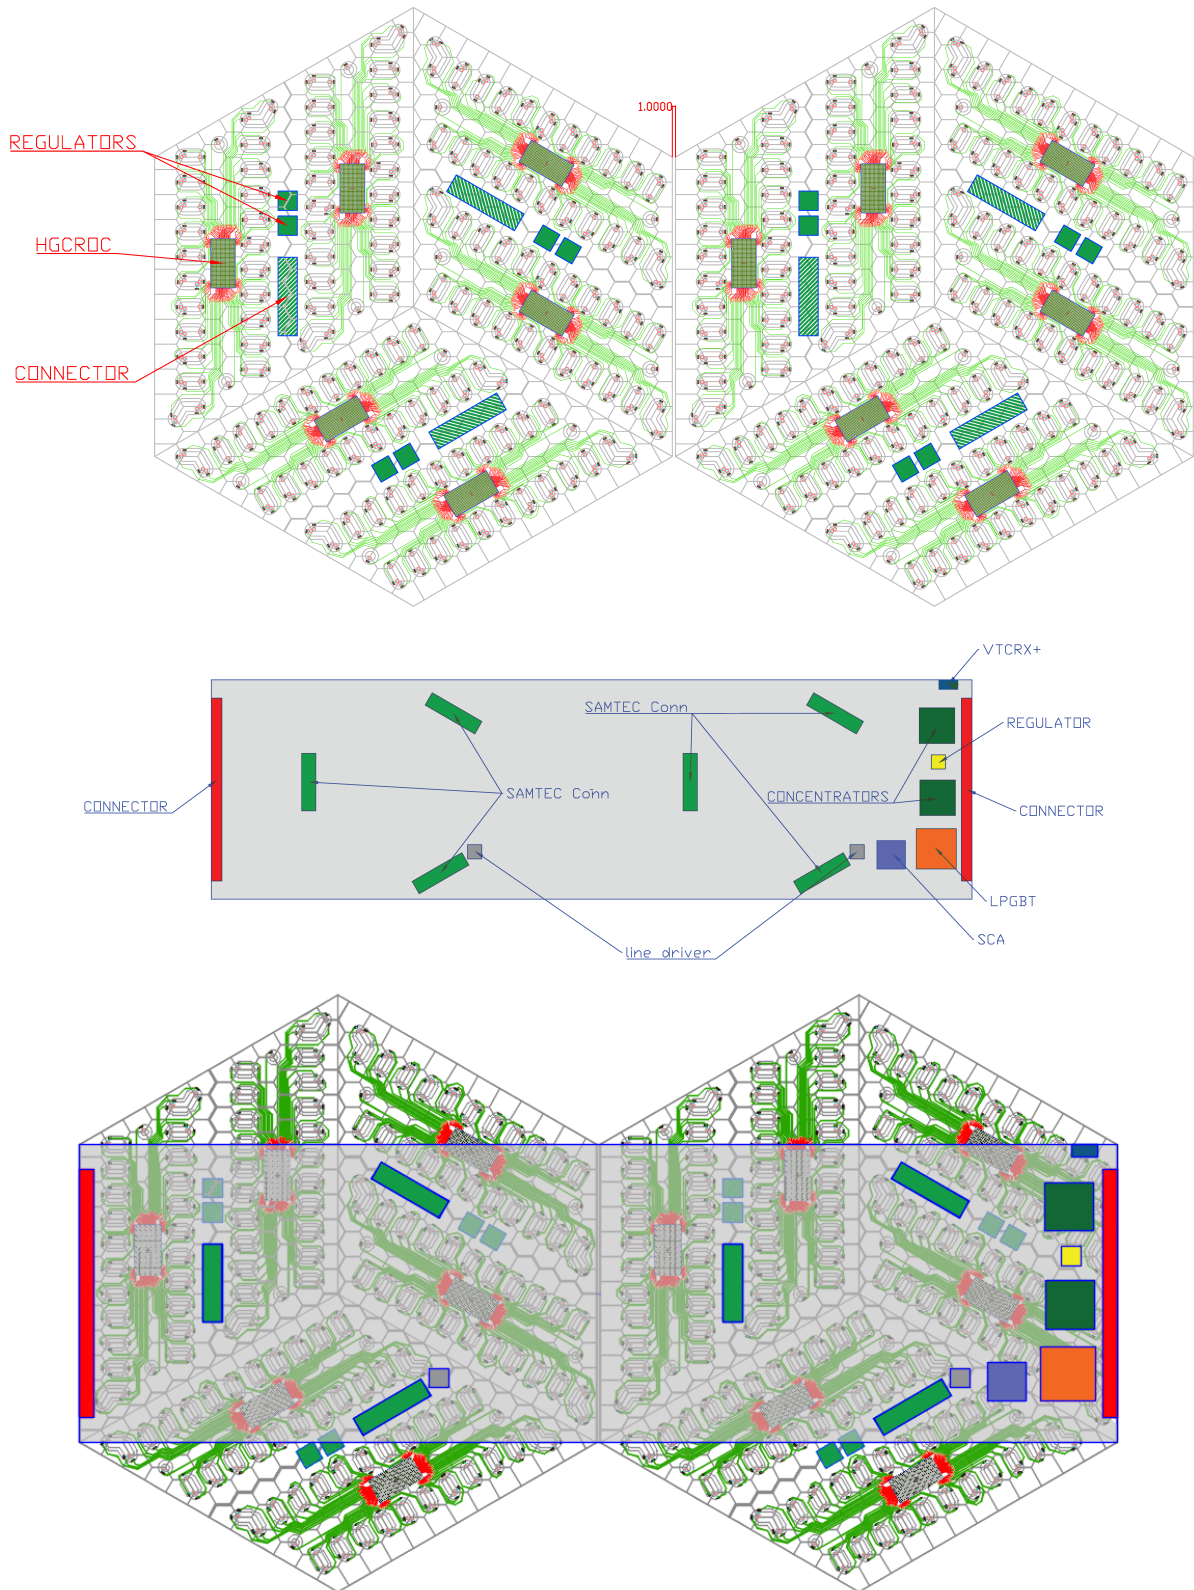 1.0000
REGULATORS
HGCROC
CONNECTOR
VTCRX+
SAMTEC Conn
REGULATOR
SAMTEC Conn
CONCENTRATORS
CONNECTOR
CONNECTOR
LPGBT
SCA
line driver